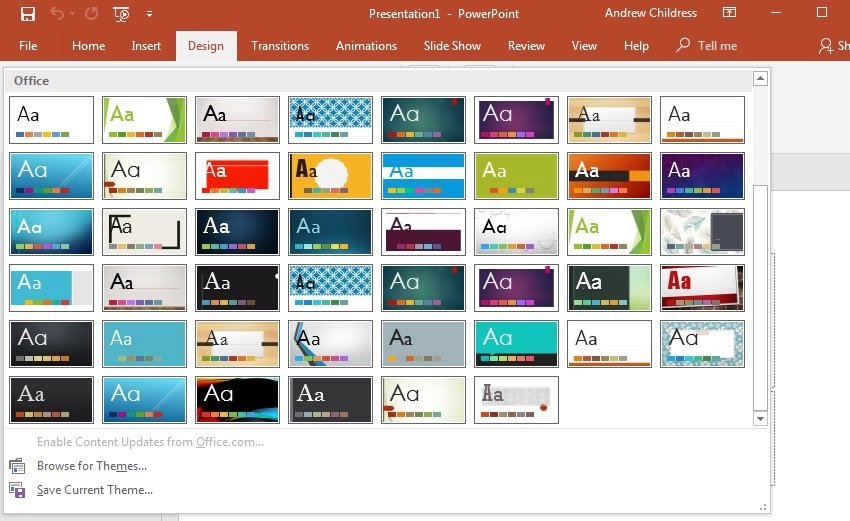 Presentation1 - PowerPoint
Andrew Childress
File Home Insert Design Transitions Animations Slide Show Review View Help Tell me Sh
Office
Aa Aa Aa Aa Aa Aa Aa Aa
Aa Aa Aa Aa Aa Aa Aa Aa
Aa Aa Aa Aa Aa Aa Aa Aa
Aa Aa Aa Aa Aa Aa Aa Aa
Aa Aa Aa Aa Aa Aa Aa Aa
Aa Aa Aa Aa Aa Aa
Enable Content Updates from Office.com...
Browse for Themes...
Save Current Theme...